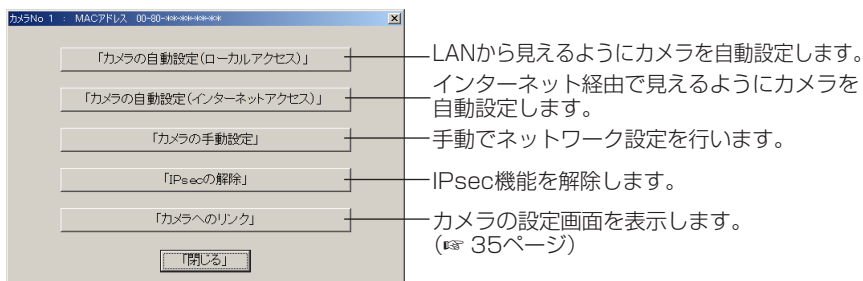 カメラNo 1 : MACアドレス 00-80-**-**-**-**
「カメラの自動設定(ローカルアクセス)」
LANから見えるようにカメラを自動設定します。
「カメラの自動設定(インターネットアクセス)」
インターネット経由で見えるようにカメラを
自動設定します。
「カメラの手動設定」
手動でネットワーク設定を行います。
「IPsecの解除」
IPsec機能を解除します。
「カメラへのリンク」
カメラの設定画面を表示します。
(☞ 35ページ)
「閉じる」